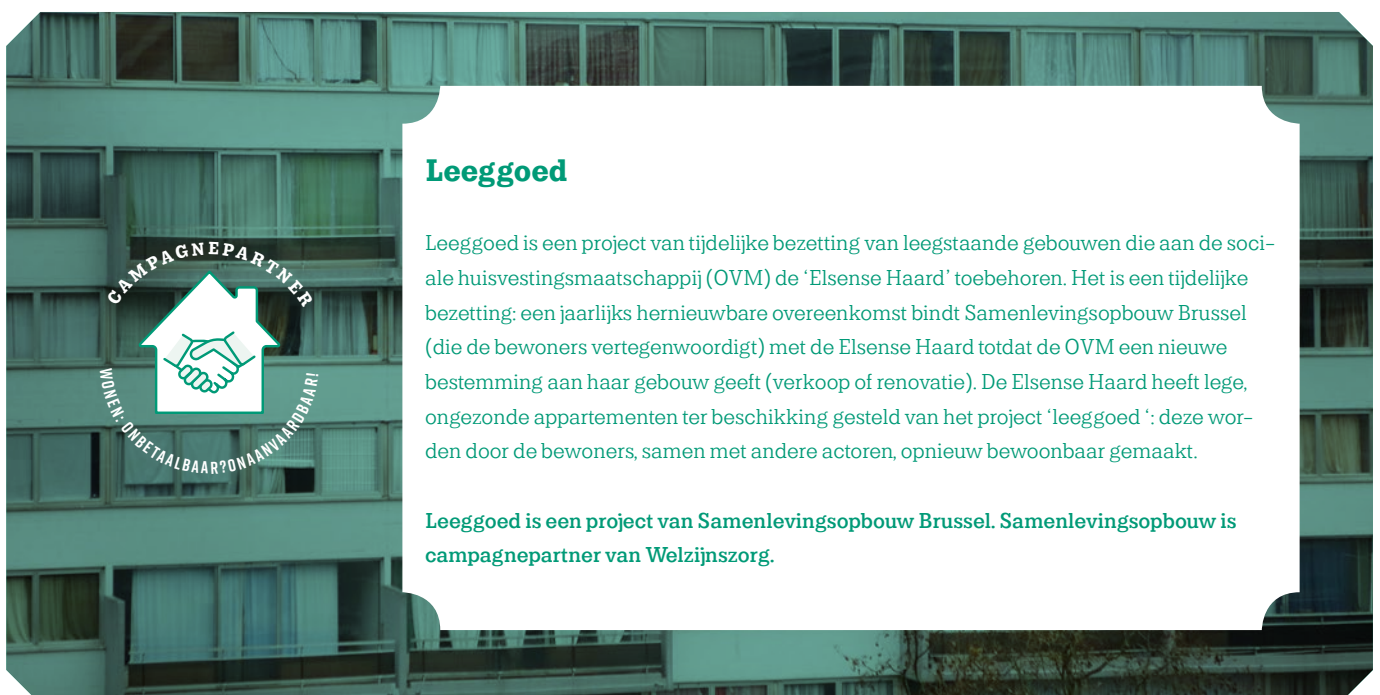 CAMPAGNEPARTNER
WONEN: ONBETAALBAAR?ONAANVAARDBAAR!
Leeggoed
Leeggoed is een project van tijdelijke bezetting van leegstaande gebouwen die aan de soci-
ale huisvestingsmaatschappij (OVM) de ‘Elsense Haard’ toebehoren. Het is een tijdelijke
bezetting: een jaarlijks hernieuwbare overeenkomst bindt Samenlevingsopbouw Brussel
(die de bewoners vertegenwoordigt) met de Elsense Haard totdat de OVM een nieuwe
bestemming aan haar gebouw geeft (verkoop of renovatie). De Elsense Haard heeft lege,
ongezonde appartementen ter beschikking gesteld van het project ‘leeggoed ‘: deze wor-
den door de bewoners, samen met andere actoren, opnieuw bewoonbaar gemaakt.
Leeggoed is een project van Samenlevingsopbouw Brussel. Samenlevingsopbouw is
campagnepartner van Welzijnszorg.